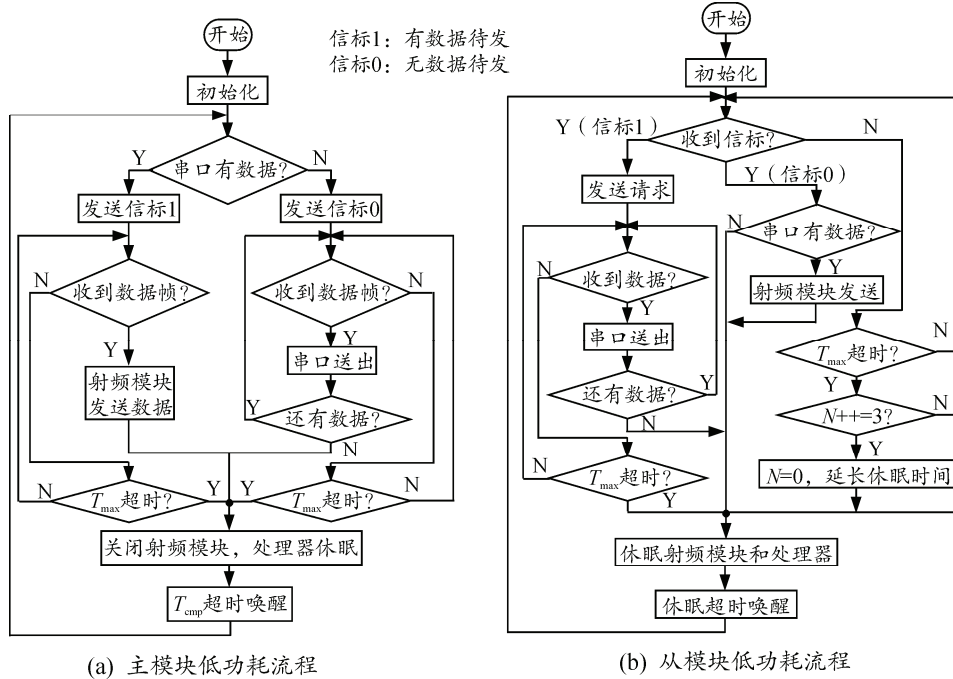 开始
信标1：有数据待发
信标0：无数据待发
初始化
串口有数据?
Y
N
发送信标1
发送信标0
收到数据帧?
N
Y
射频模块
发送数据
收到数据帧?
N
Y
串口送出
还有数据?
Y
N
Tmax超时?
N
Y
Tmax超时?
Y
N
关闭射频模块，处理器休眠
Tcmp超时唤醒
(a) 主模块低功耗流程
开始
初始化
收到信标?
Y（信标1）
N
Y（信标0）
发送请求
收到数据?
N
Y
串口送出
还有数据?
Y
N
Tmax超时?
N
Y
串口有数据?
N
Y
射频模块发送
Tmax超时?
N
Y
N++=3?
N
Y
N=0，延长休眠时间
休眠射频模块和处理器
休眠超时唤醒
(b) 从模块低功耗流程